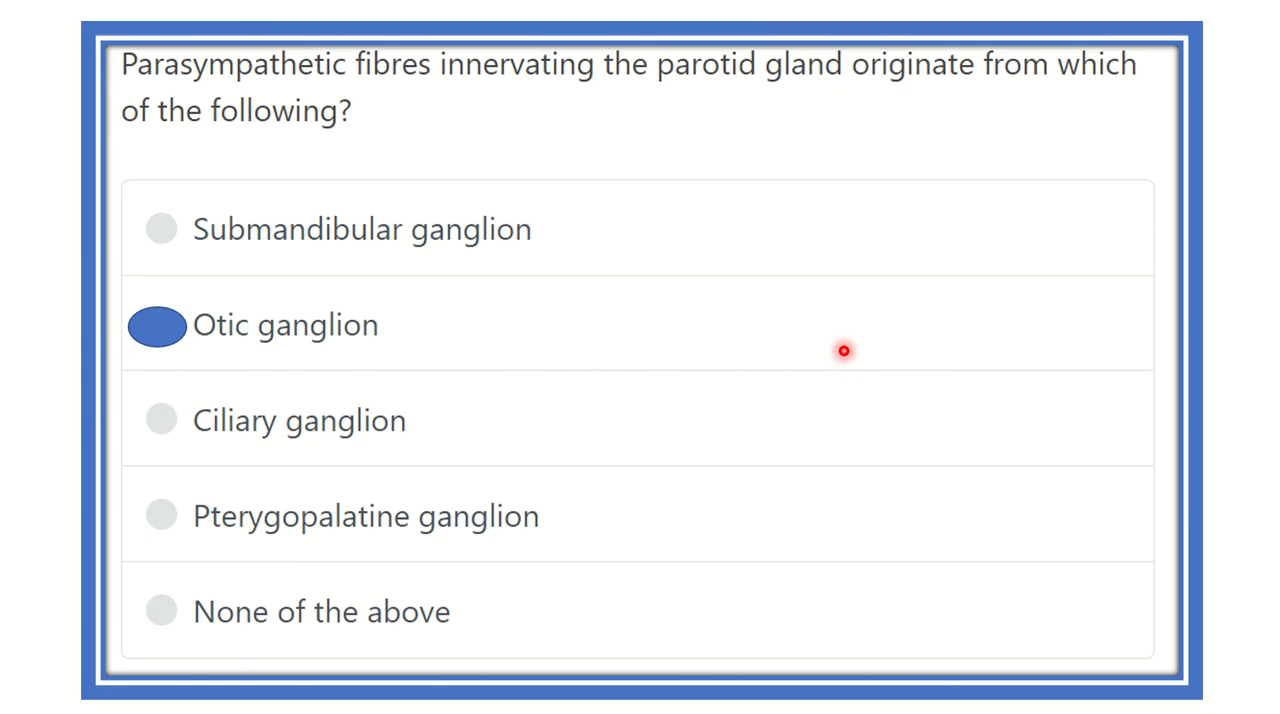 Parasympathetic fibres innervating the parotid gland originate from which
of the following?
Submandibular ganglion
Otic ganglion
Ciliary ganglion
Pterygopalatine ganglion
None of the above